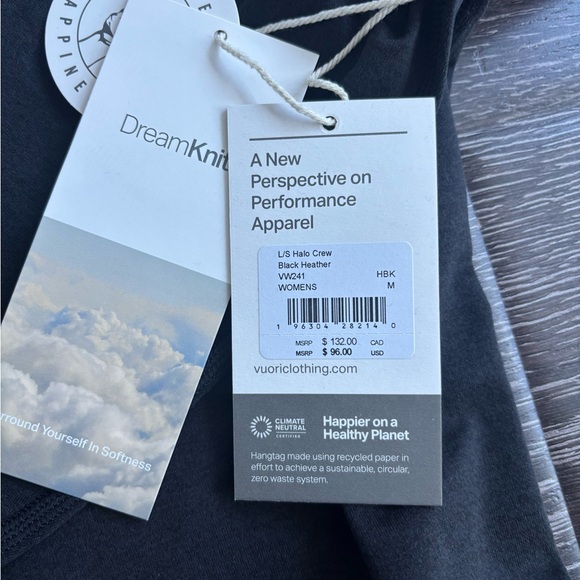 APPINE
E
DreamKnit
rround Yourself In Softness
A New
Perspective on
Performance
Apparel
L/S Halo Crew
Black Heather
VW241 HBK
WOMENS M
1 96304 28214 0
MSRP $ 132.00 CAD
MSRP $ 96.00 USD
vuoriclothing.com
CLIMATE
NEUTRAL
CERTIFIED
Happier on a
Healthy Planet
Hangtag made using recycled paper in
effort to achieve a sustainable, circular,
zero waste system.